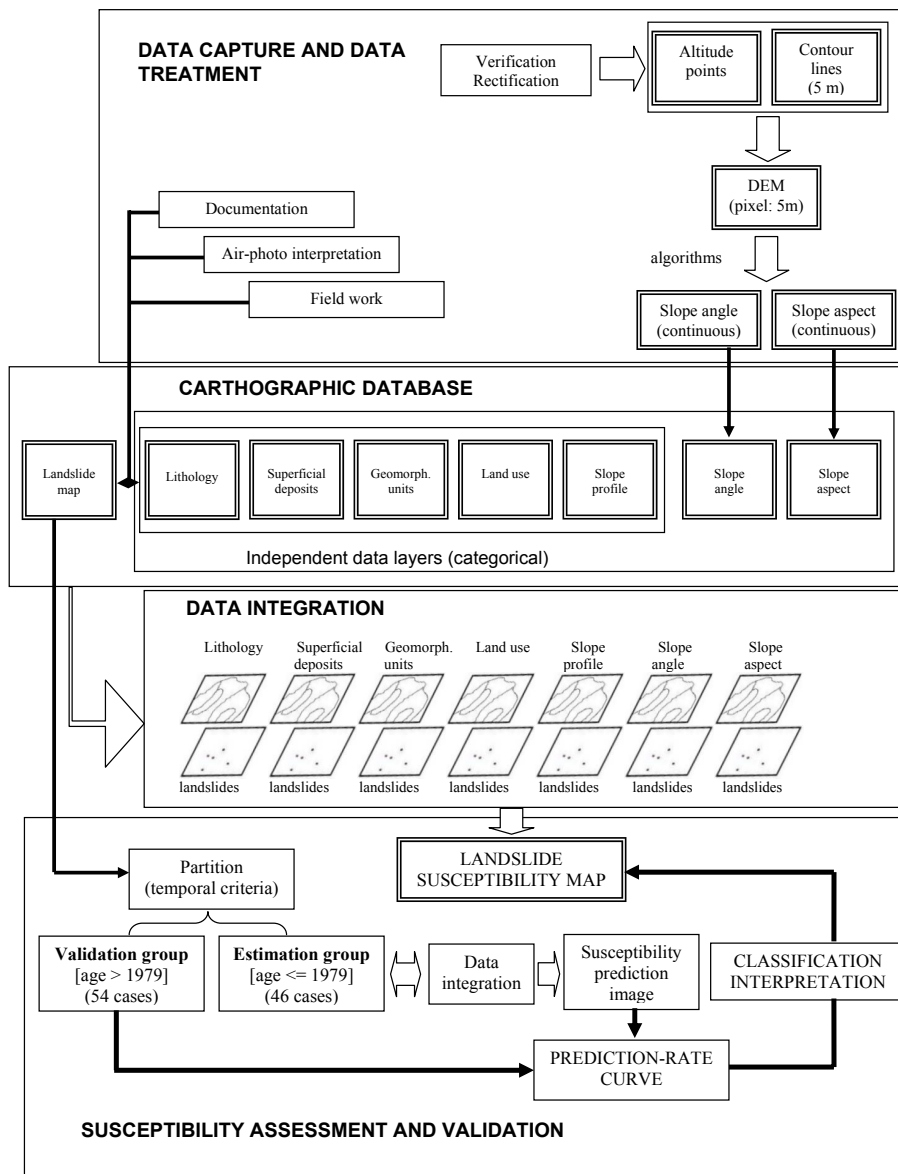 DATA CAPTURE AND DATA
TREATMENT
Verification
Rectification
Altitude
points
Contour
lines
(5 m)
DEM
(pixel: 5m)
Documentation
Air-photo interpretation
Field work
algorithms
Slope angle
(continuous)
Slope aspect
(continuous)
CARTHOGRAPHIC DATABASE
Landslide
map
Lithology
Superficial
deposits
Geomorph.
units
Land use
Slope
profile
Slope
angle
Slope
aspect
Independent data layers (categorical)
DATA INTEGRATION
Lithology
Superficial
deposits
Geomorph.
units
Land use
Slope
profile
Slope
angle
Slope
aspect
landslides
landslides
landslides
landslides
landslides
landslides
landslides
LANDSLIDE
SUSCEPTIBILITY MAP
Partition
(temporal criteria)
Validation group
[age > 1979]
(54 cases)
Estimation group
[age <= 1979]
(46 cases)
Data
integration
Susceptibility
prediction
image
CLASSIFICATION
INTERPRETATION
PREDICTION-RATE
CURVE
SUSCEPTIBILITY ASSESSMENT AND VALIDATION